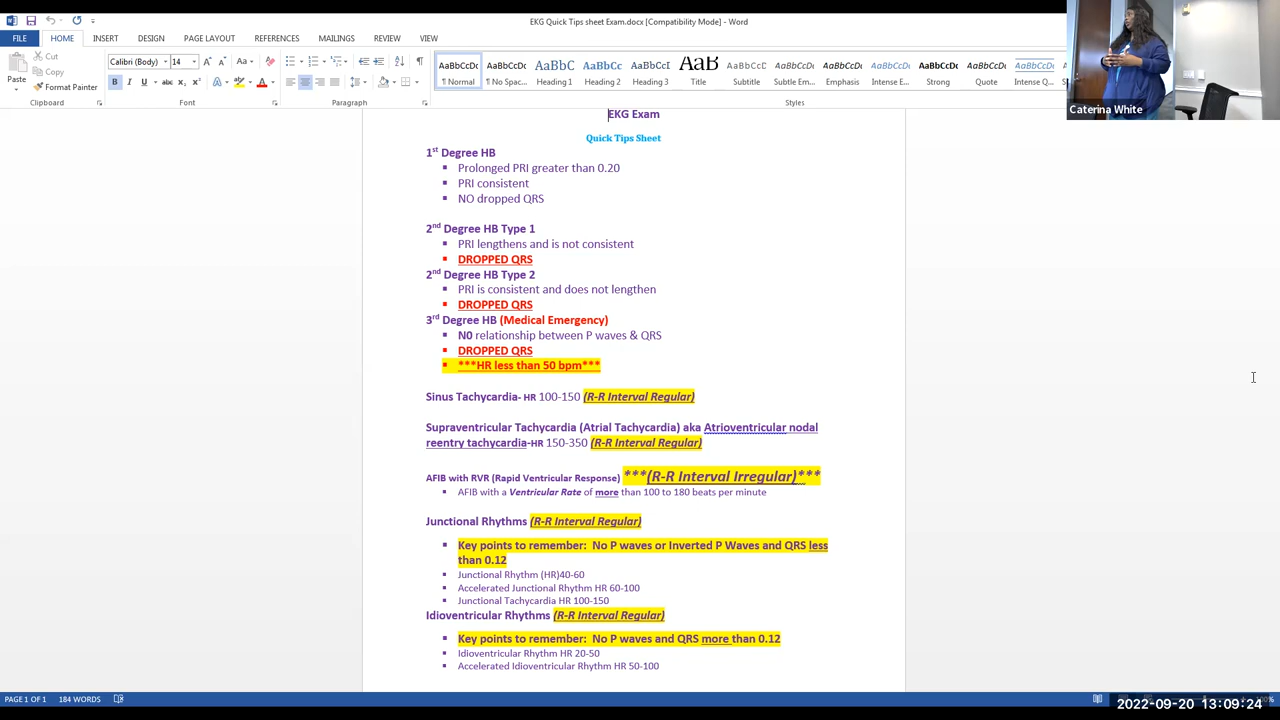 EKG Quick Tips sheet Exam.docx [Compatibility Mode] - Word
FILE HOME INSERT DESIGN PAGE LAYOUT REFERENCES MAILINGS REVIEW VIEW
Paste
Cut
Copy
Format Painter
Clipboard
Calibri (Body) 14
Font
Paragraph
AaBbCcDc AaBbCcDc AaBbCc AaBbCc AaBbCc AaB AaBbCcC AaBbCcDc AaBbCcDc AaBbCcDc AaBbCcDc AaBbCcDc AaBbCcDc
¶ Normal ¶ No Spac... Heading 1 Heading 2 Heading 3 Title Subtitle Subtle Em... Emphasis Intense E... Strong Quote Intense Q...
Styles
Caterina White
EKG Exam
Quick Tips Sheet
1st Degree HB
Prolonged PRI greater than 0.20
PRI consistent
NO dropped QRS
2nd Degree HB Type 1
PRI lengthens and is not consistent
DROPPED QRS
2nd Degree HB Type 2
PRI is consistent and does not lengthen
DROPPED QRS
3rd Degree HB (Medical Emergency)
N0 relationship between P waves & QRS
DROPPED QRS
***HR less than 50 bpm***
Sinus Tachycardia- HR 100-150 (R-R Interval Regular)
Supraventricular Tachycardia (Atrial Tachycardia) aka Atrioventricular nodal
reentry tachycardia-HR 150-350 (R-R Interval Regular)
AFIB with RVR (Rapid Ventricular Response) ***(R-R Interval Irregular)***
AFIB with a Ventricular Rate of more than 100 to 180 beats per minute
Junctional Rhythms (R-R Interval Regular)
Key points to remember: No P waves or Inverted P Waves and QRS less
than 0.12
Junctional Rhythm (HR)40-60
Accelerated Junctional Rhythm HR 60-100
Junctional Tachycardia HR 100-150
Idioventricular Rhythms (R-R Interval Regular)
Key points to remember: No P waves and QRS more than 0.12
Idioventricular Rhythm HR 20-50
Accelerated Idioventricular Rhythm HR 50-100
PAGE 1 OF 1 184 WORDS
2022-09-20 13:09:24